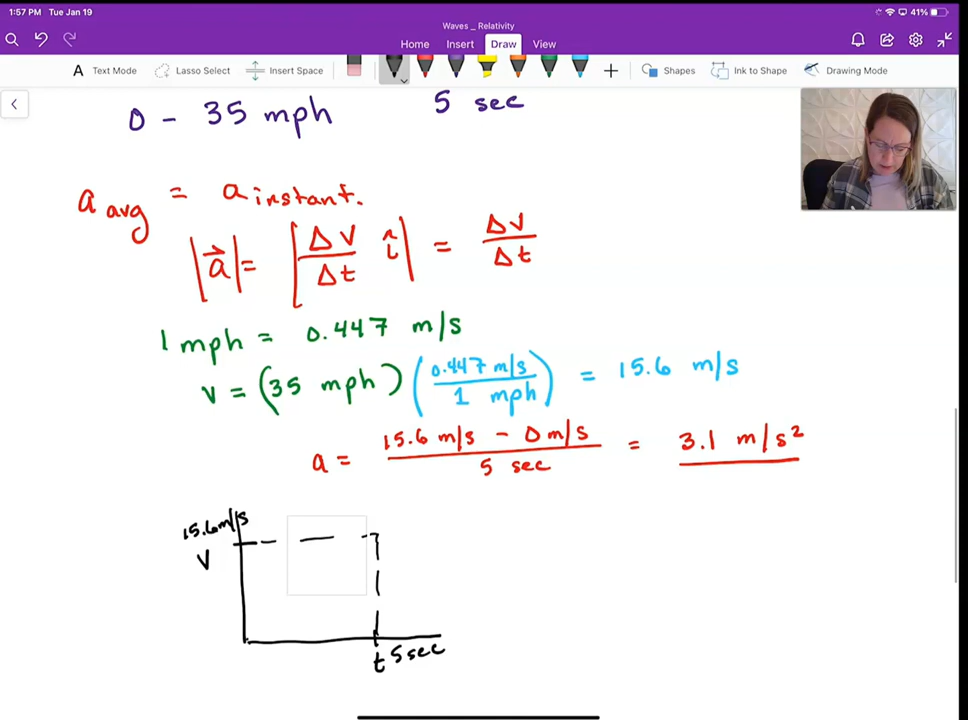 1:57 PM Tue Jan 19
41%
Waves _ Relativity
Home Insert Draw View
Text Mode Lasso Select Insert Space Shapes Ink to Shape Drawing Mode
0 - 35 mph 5 sec
a avg = a instant.
|a⃗| = |ΔV/Δt î| = ΔV/Δt
1 mph = 0.447 m/s
v = (35 mph) (0.447 m/s / 1 mph) = 15.6 m/s
a = (15.6 m/s - 0 m/s) / 5 sec = 3.1 m/s²
15.6 m/s
V
t 5 sec